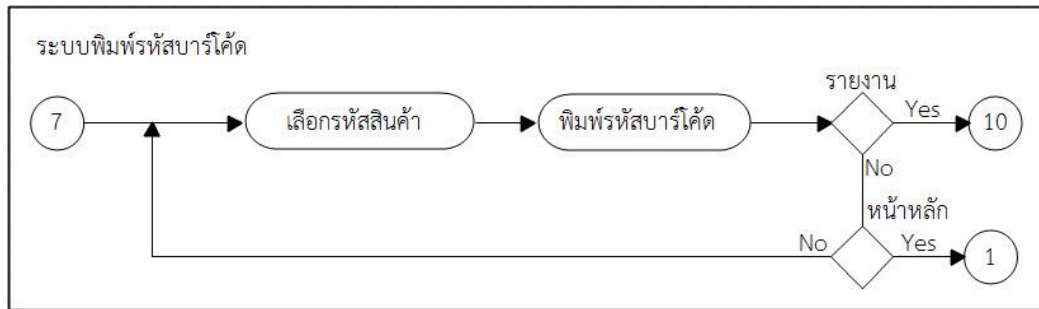 ระบบพิมพ์รหัสบาร์โค้ด
รายงาน
7
เลือกรหัสสินค้า
พิมพ์รหัสบาร์โค้ด
Yes
10
No
หน้าหลัก
No
Yes
1